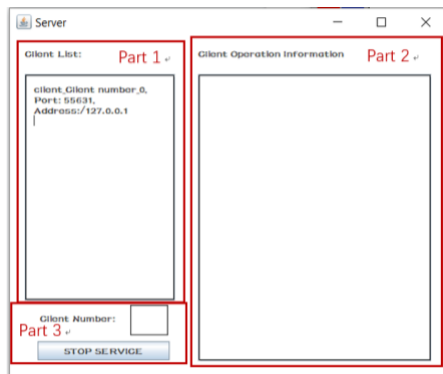 Server
Client List:
Part 1
client_Client number_0,
Port: 55631,
Address:/127.0.0.1
Client Operation Information
Part 2
Client Number:
Part 3
STOP SERVICE